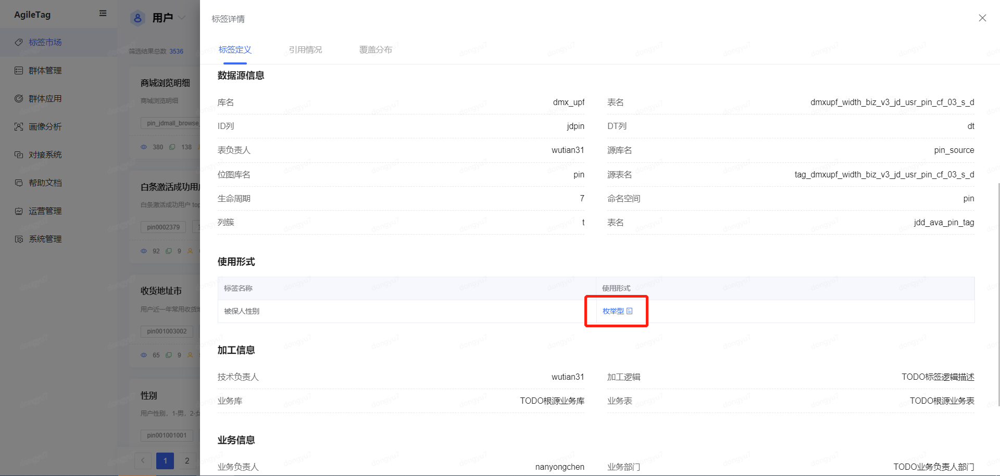 AgileTag
标签市场
群体管理
群体应用
画像分析
对接系统
帮助文档
运营管理
系统管理
用户
筛选结果总数 3536
商城浏览明细
商城浏览明细
pin_jdmall_browse_
380 138
白条激活成功用户
白条激活成功用户 top
pin0002379
92 9
收货地址市
用户近一年常用收货地
pin001003002
65 9
性别
用户性别，1-男，2-女
pin001001001
1 2
标签详情
标签定义 引用情况 覆盖分布
数据源信息
库名 dmx_upf 表名 dmxupf_width_biz_v3_jd_usr_pin_cf_03_s_d
ID列 jdpin DT列 dt
表负责人 wutian31 源库名 pin_source
位图库名 pin 源表名 tag_dmxupf_width_biz_v3_jd_usr_pin_cf_03_s_d
生命周期 7 命名空间 pin
列簇 t 表名 jdd_ava_pin_tag
使用形式
标签名称 使用形式
被保人性别 枚举型
加工信息
技术负责人 wutian31 加工逻辑 TODO标签逻辑描述
业务库 TODO根源业务库 业务表 TODO根源业务表
业务信息
业务负责人 nanyongchen 业务部门 TODO业务负责人部门
dongyu7